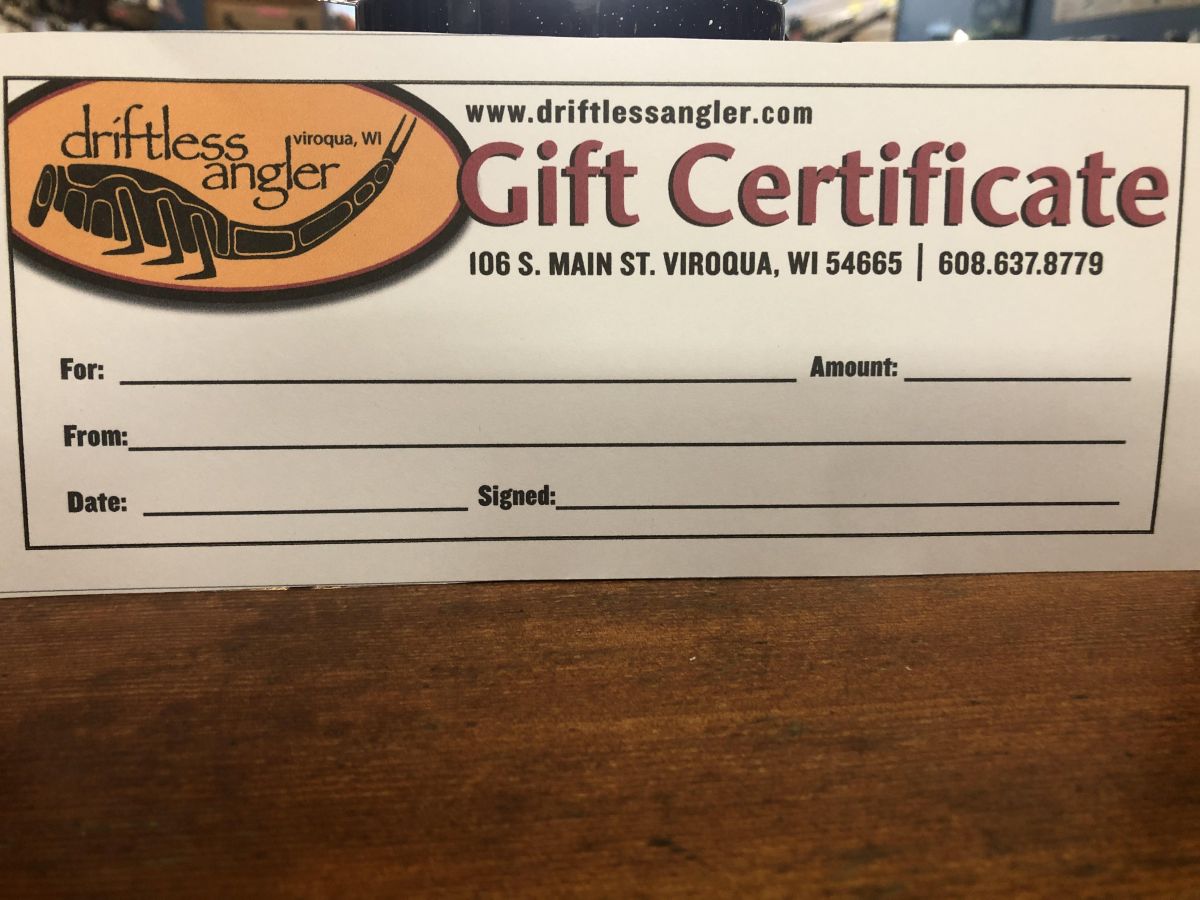 driftless
angler
viroqua, WI
www.driftlessangler.com
Gift Certificate
106 S. MAIN ST. VIROQUA, WI 54665 | 608.637.8779
For: Amount:
From:
Date: Signed: